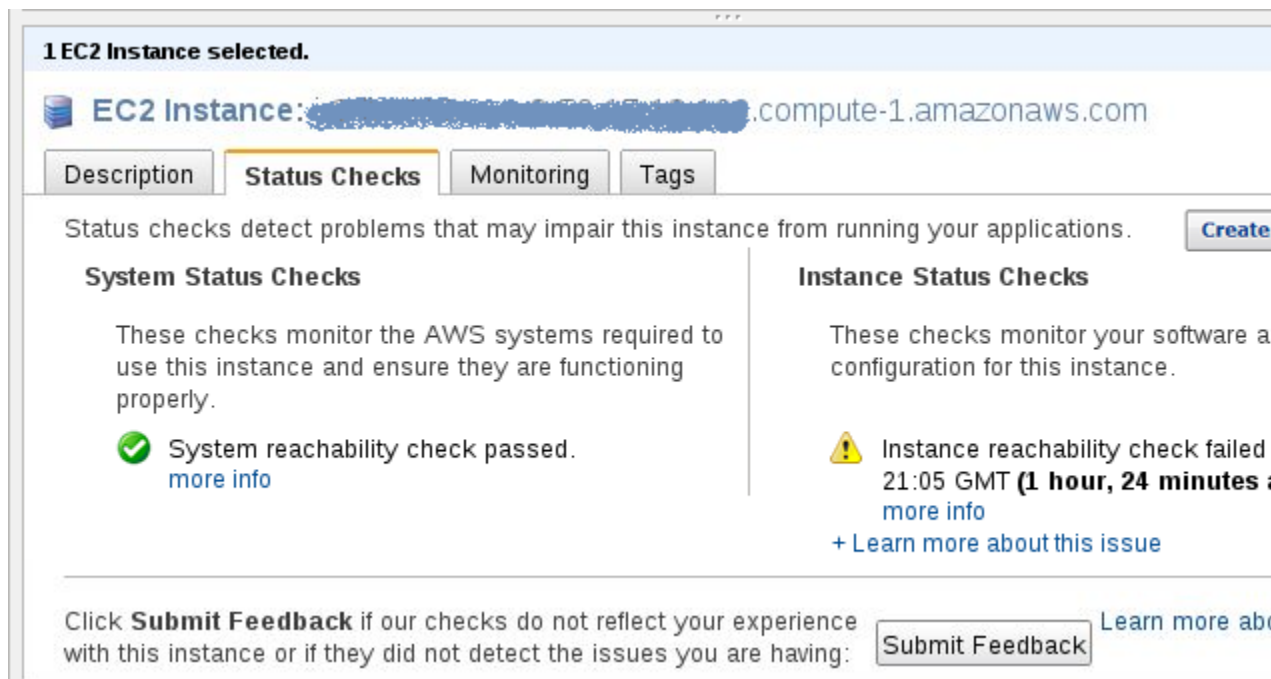 1 EC2 Instance selected.
EC2 Instance: .compute-1.amazonaws.com
Description Status Checks Monitoring Tags
Status checks detect problems that may impair this instance from running your applications. Create
System Status Checks
These checks monitor the AWS systems required to
use this instance and ensure they are functioning
properly.
System reachability check passed.
more info
Instance Status Checks
These checks monitor your software a
configuration for this instance.
Instance reachability check failed
21:05 GMT (1 hour, 24 minutes a
more info
+ Learn more about this issue
Click Submit Feedback if our checks do not reflect your experience
with this instance or if they did not detect the issues you are having:
Submit Feedback
Learn more abo